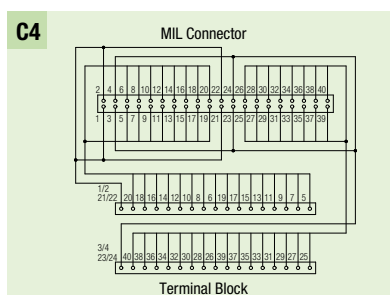 C4
MIL Connector
2 4 6 8 10 12 14 16 18 20 22 24 26 28 30 32 34 36 38 40
1 3 5 7 9 11 13 15 17 19 21 23 25 27 29 31 33 35 37 39
1/2
21/22 20 18 16 14 12 10 8 6 19 17 15 13 11 9 7 5
3/4
23/24 40 38 36 34 32 30 28 26 39 37 35 33 31 29 27 25
Terminal Block